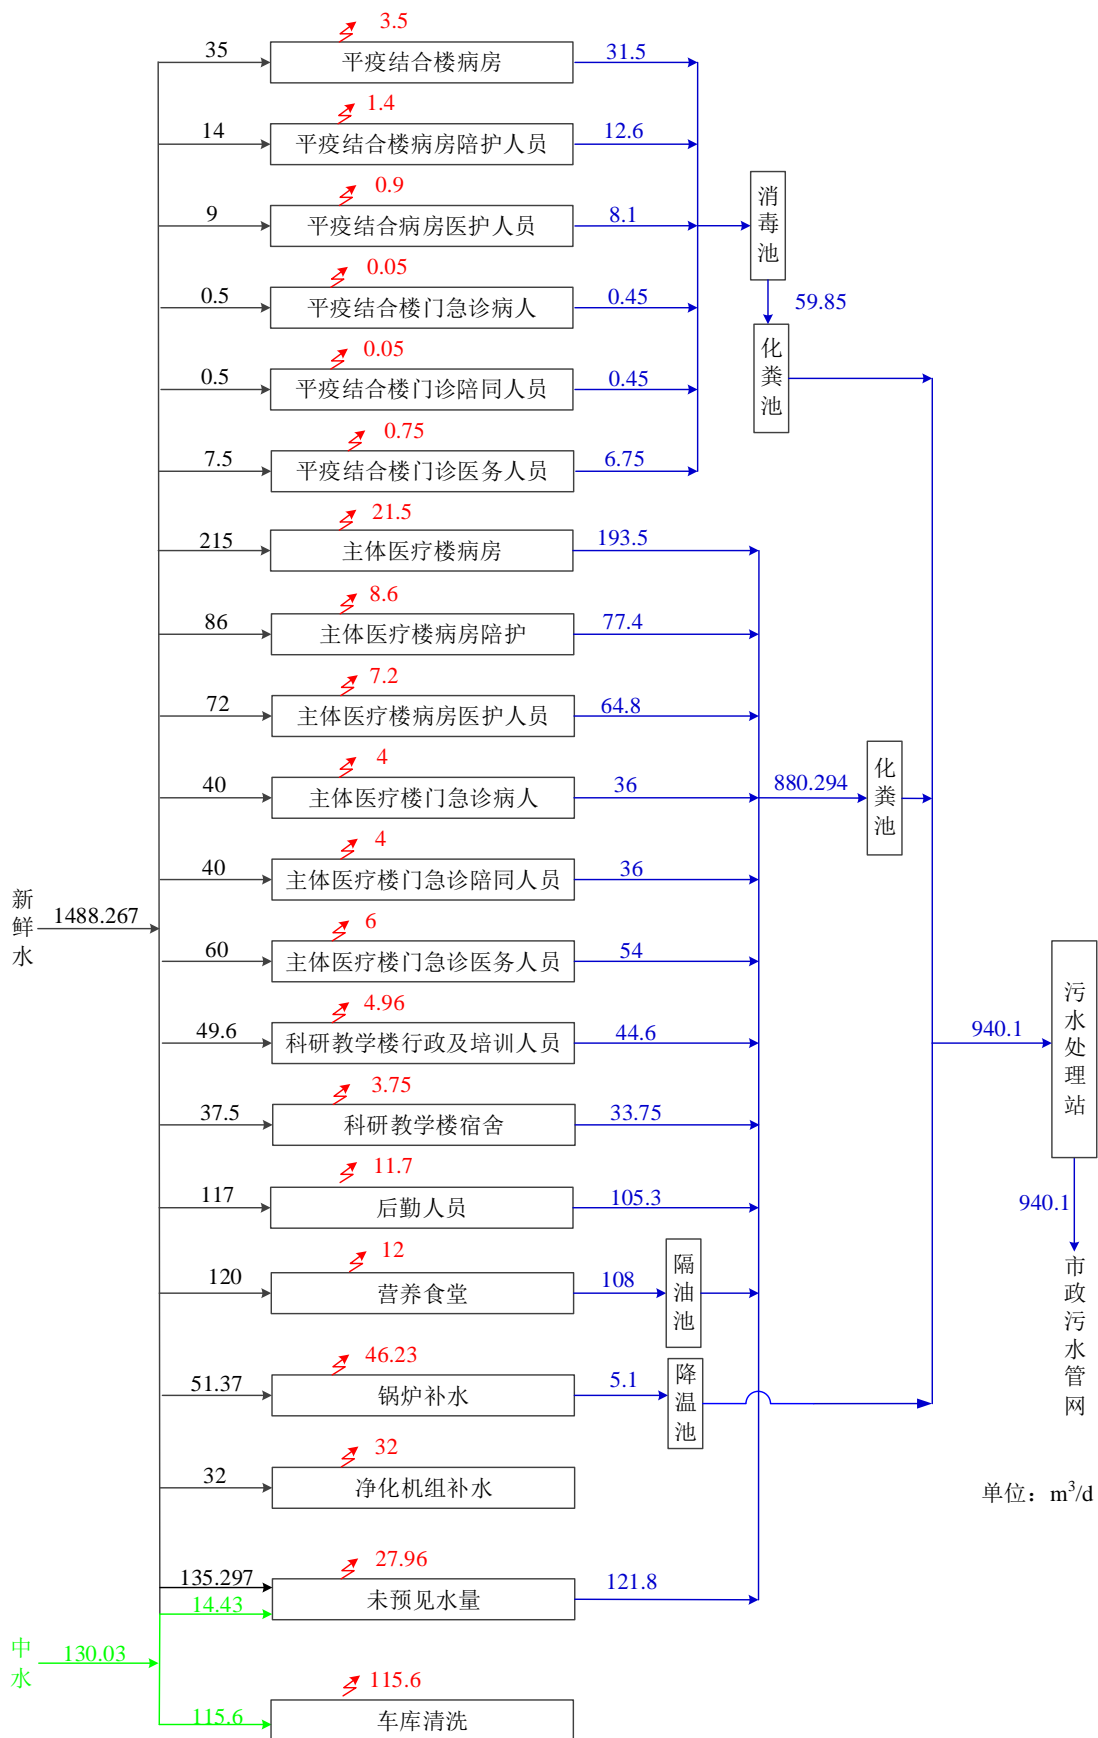 3.5
35
平疫结合楼病房
31.5
1.4
14
平疫结合楼病房陪护人员
12.6
0.9
9
平疫结合病房医护人员
8.1
消毒池
0.05
0.5
平疫结合楼门急诊病人
0.45
59.85
0.05
0.5
平疫结合楼门诊陪同人员
0.45
化粪池
0.75
7.5
平疫结合楼门诊医务人员
6.75
21.5
215
主体医疗楼病房
193.5
8.6
86
主体医疗楼病房陪护
77.4
7.2
72
主体医疗楼病房医护人员
64.8
4
40
主体医疗楼门急诊病人
36
880.294
化粪池
4
40
主体医疗楼门急诊陪同人员
36
新鲜水
1488.267
6
60
主体医疗楼门急诊医务人员
54
4.96
49.6
科研教学楼行政及培训人员
44.6
940.1
污水处理站
3.75
37.5
科研教学楼宿舍
33.75
11.7
117
后勤人员
105.3
940.1
12
120
营养食堂
108
隔油池
市政污水管网
46.23
51.37
锅炉补水
5.1
降温池
32
32
净化机组补水
单位：m³/d
27.96
135.297
14.43
未预见水量
121.8
中水
130.03
115.6
115.6
车库清洗